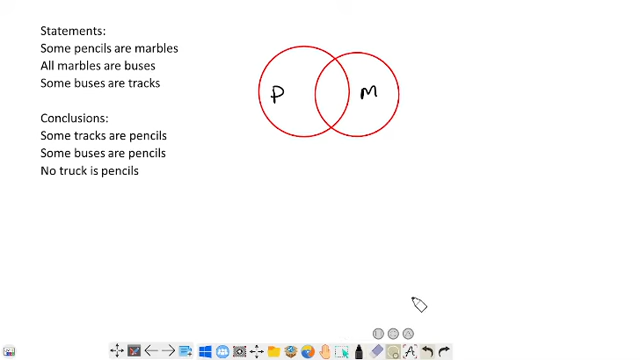 Statements:
Some pencils are marbles
All marbles are buses
Some buses are tracks
Conclusions:
Some tracks are pencils
Some buses are pencils
No truck is pencils
P
M